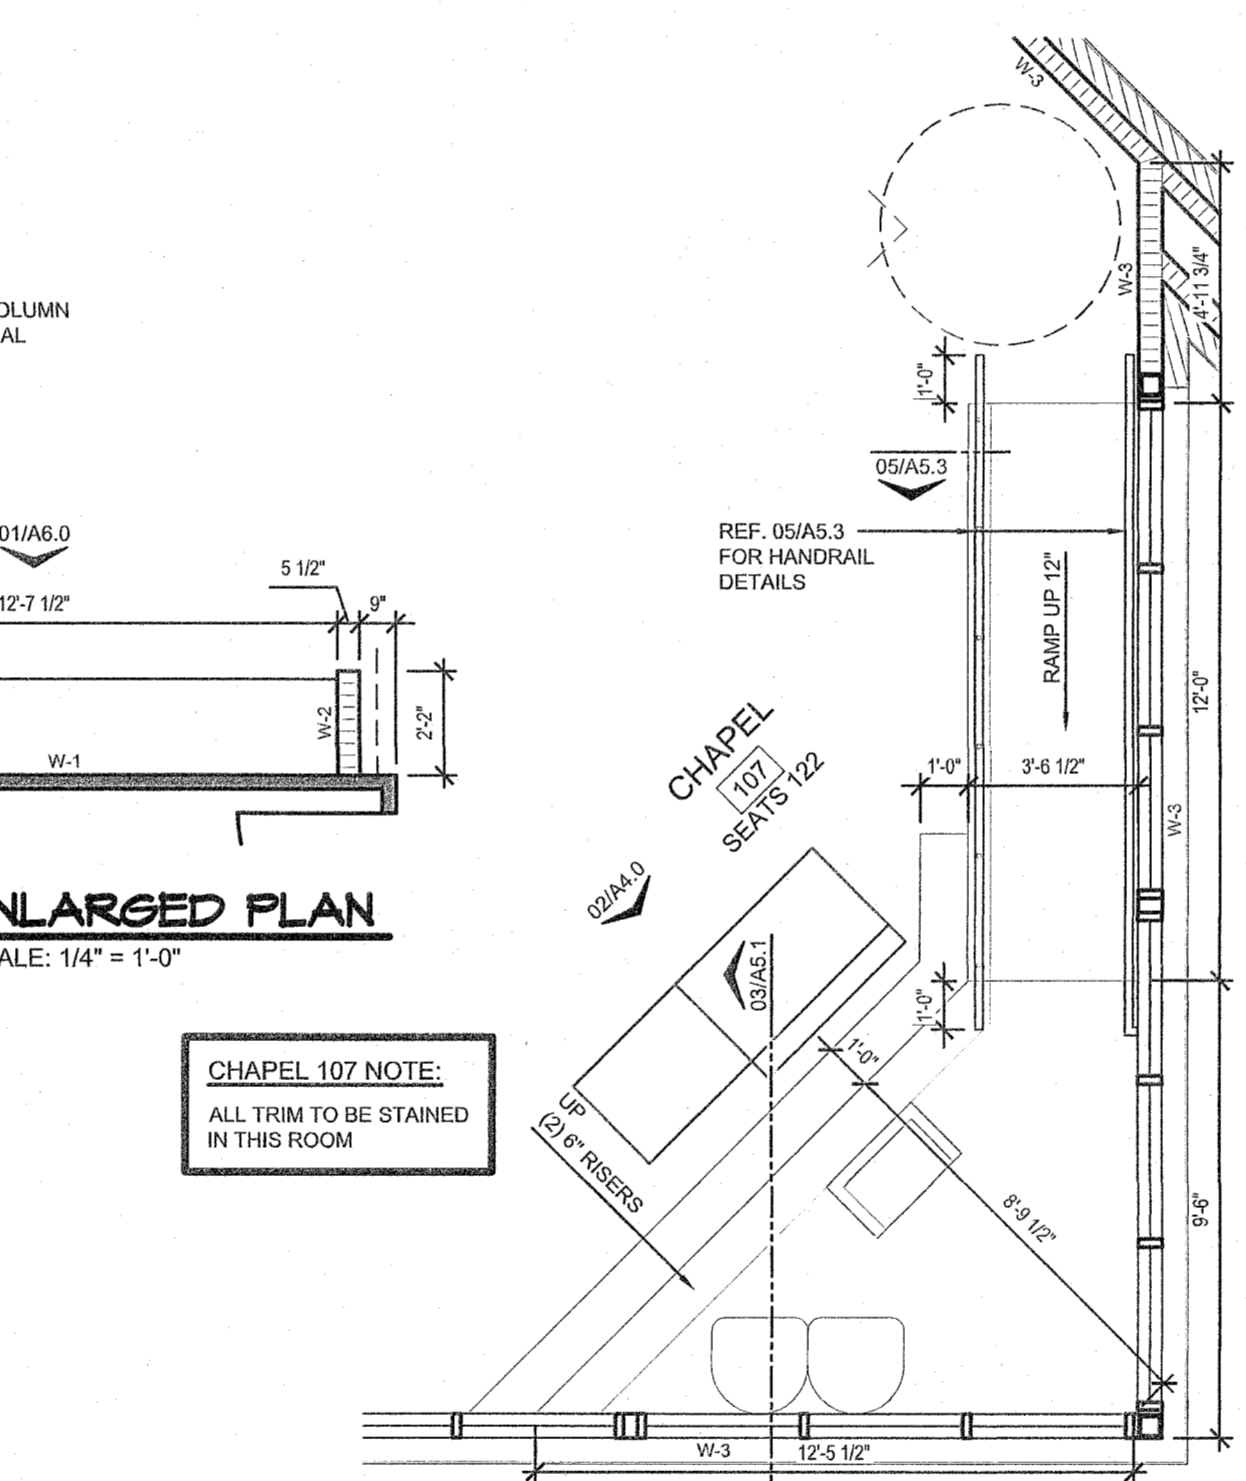 W-3
OLUMN
AL
W-3
4'-11 3/4"
1'-0"
05/A5.3
01/A6.0
REF. 05/A5.3
FOR HANDRAIL
DETAILS
RAMP UP 12"
5 1/2"
12'-7 1/2"
9"
W-2
2'-2"
W-1
12'-0"
CHAPEL
107
SEATS 122
1'-0"
3'-6 1/2"
W-3
02/A4.0
NLARGED PLAN
ALE: 1/4" = 1'-0"
03/A5.1
1'-0"
1'-0"
CHAPEL 107 NOTE:
ALL TRIM TO BE STAINED
IN THIS ROOM
UP
(2) 6" RISERS
8'-9 1/2"
9'-6"
W-3
12'-5 1/2"